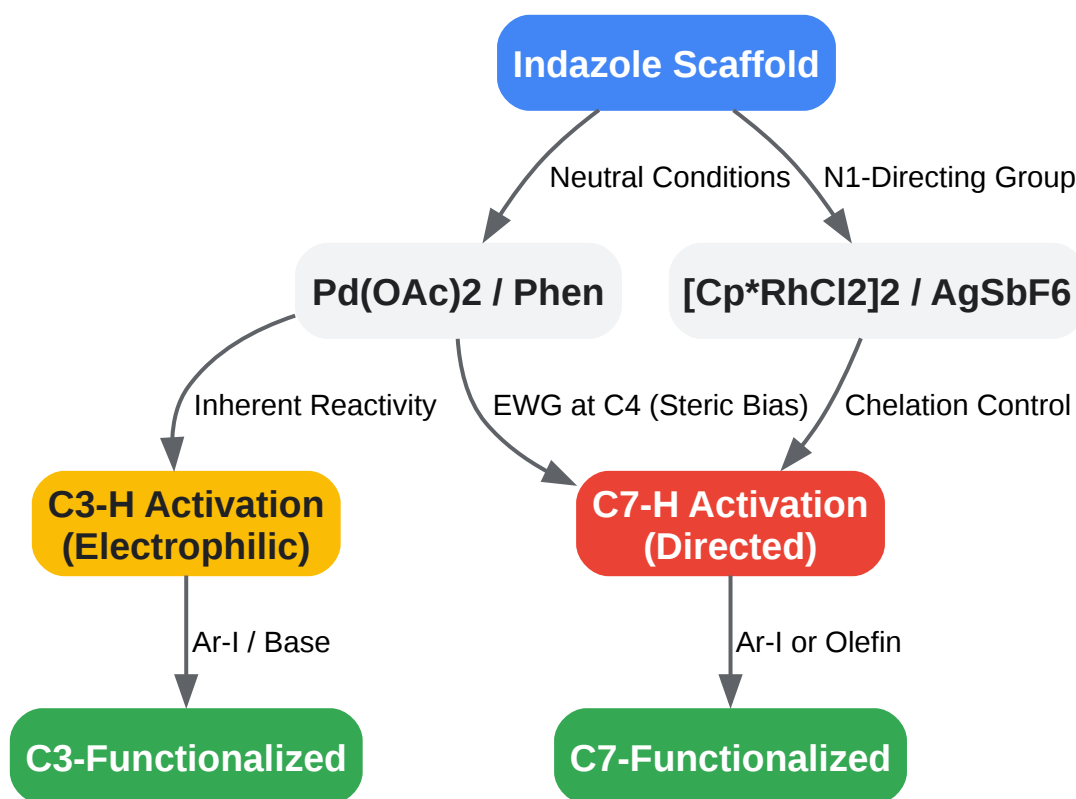 Indazole Scaffold
Neutral Conditions
N1-Directing Group
Pd(OAc)2 / Phen
[Cp*RhCl2]2 / AgSbF6
Inherent Reactivity
EWG at C4 (Steric Bias)
Chelation Control
C3-H Activation
(Electrophilic)
C7-H Activation
(Directed)
Ar-I / Base
Ar-I or Olefin
C3-Functionalized
C7-Functionalized